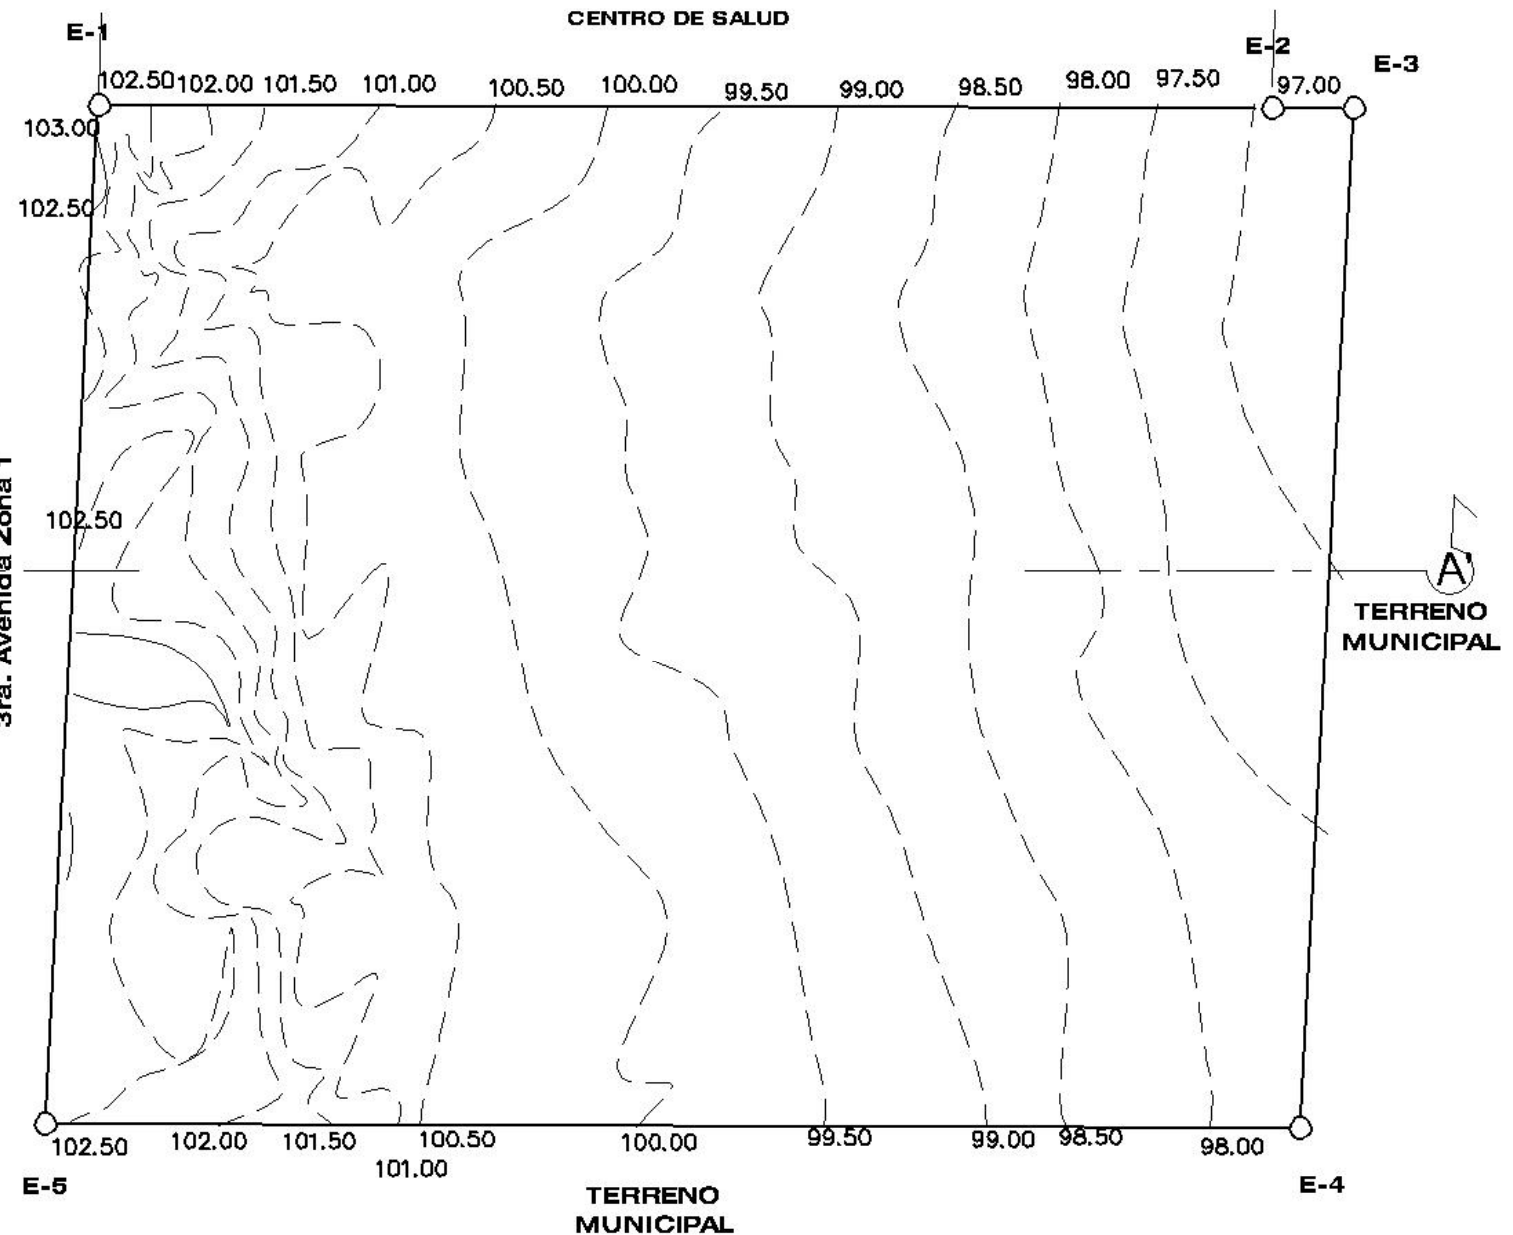 CENTRO DE SALUD
E-1
E-2
E-3
102.50 102.00 101.50 101.00 100.50 100.00 99.50 99.00 98.50 98.00 97.50 97.00
103.00
102.50
102.50
3ra. Avenida Zona 1
A'
TERRENO
MUNICIPAL
102.50 102.00 101.50 100.50 100.00 99.50 99.00 98.50 98.00
101.00
E-5
E-4
TERRENO
MUNICIPAL